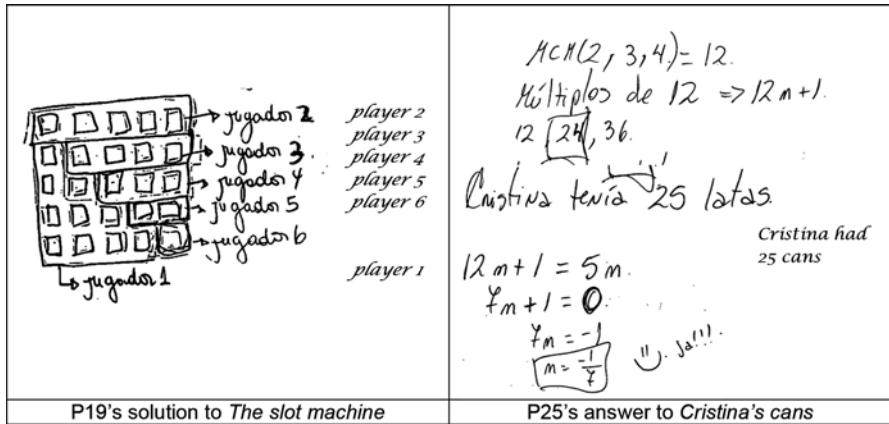 jugador 2
jugador 3.
jugador 4
jugador 5
jugador 6
jugador 1
player 2
player 3
player 4
player 5
player 6
player 1
P19's solution to The slot machine
MCM(2, 3, 4.) = 12.
Múltiplos de 12 => 12m+1.
12, 24, 36.
Cristina tenía 25 latas.
Cristina had
25 cans
12m+1 = 5m.
7m+1 = 0.
7m = -1
m = -1/7
ja!!!.
P25's answer to Cristina's cans